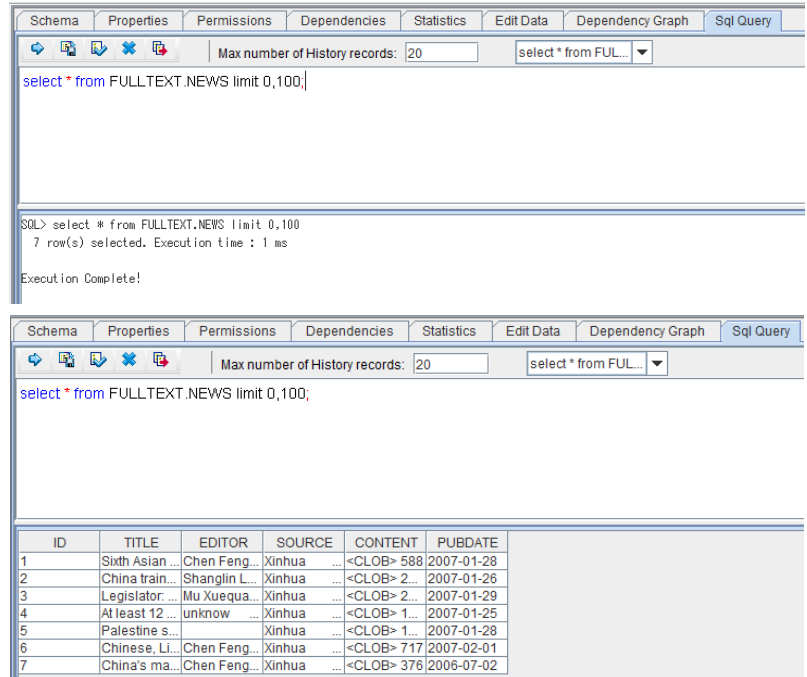 Schema Properties Permissions Dependencies Statistics Edit Data Dependency Graph Sql Query
Max number of History records: 20 select * from FUL...
select * from FULLTEXT.NEWS limit 0,100;
SQL> select * from FULLTEXT.NEWS limit 0,100
7 row(s) selected. Execution time : 1 ms
Execution Complete!
Schema Properties Permissions Dependencies Statistics Edit Data Dependency Graph Sql Query
Max number of History records: 20 select * from FUL...
select * from FULLTEXT.NEWS limit 0,100;
ID TITLE EDITOR SOURCE CONTENT PUBDATE
1 Sixth Asian ... Chen Feng... Xinhua ... <CLOB> 588 2007-01-28
2 China train... Shanglin L... Xinhua ... <CLOB> 2... 2007-01-26
3 Legislator: ... Mu Xuequa... Xinhua ... <CLOB> 2... 2007-01-29
4 At least 12 ... unknow ... Xinhua ... <CLOB> 1... 2007-01-25
5 Palestine s... Xinhua ... <CLOB> 1... 2007-01-28
6 Chinese, Li... Chen Feng... Xinhua ... <CLOB> 717 2007-02-01
7 China's ma... Chen Feng... Xinhua ... <CLOB> 376 2006-07-02